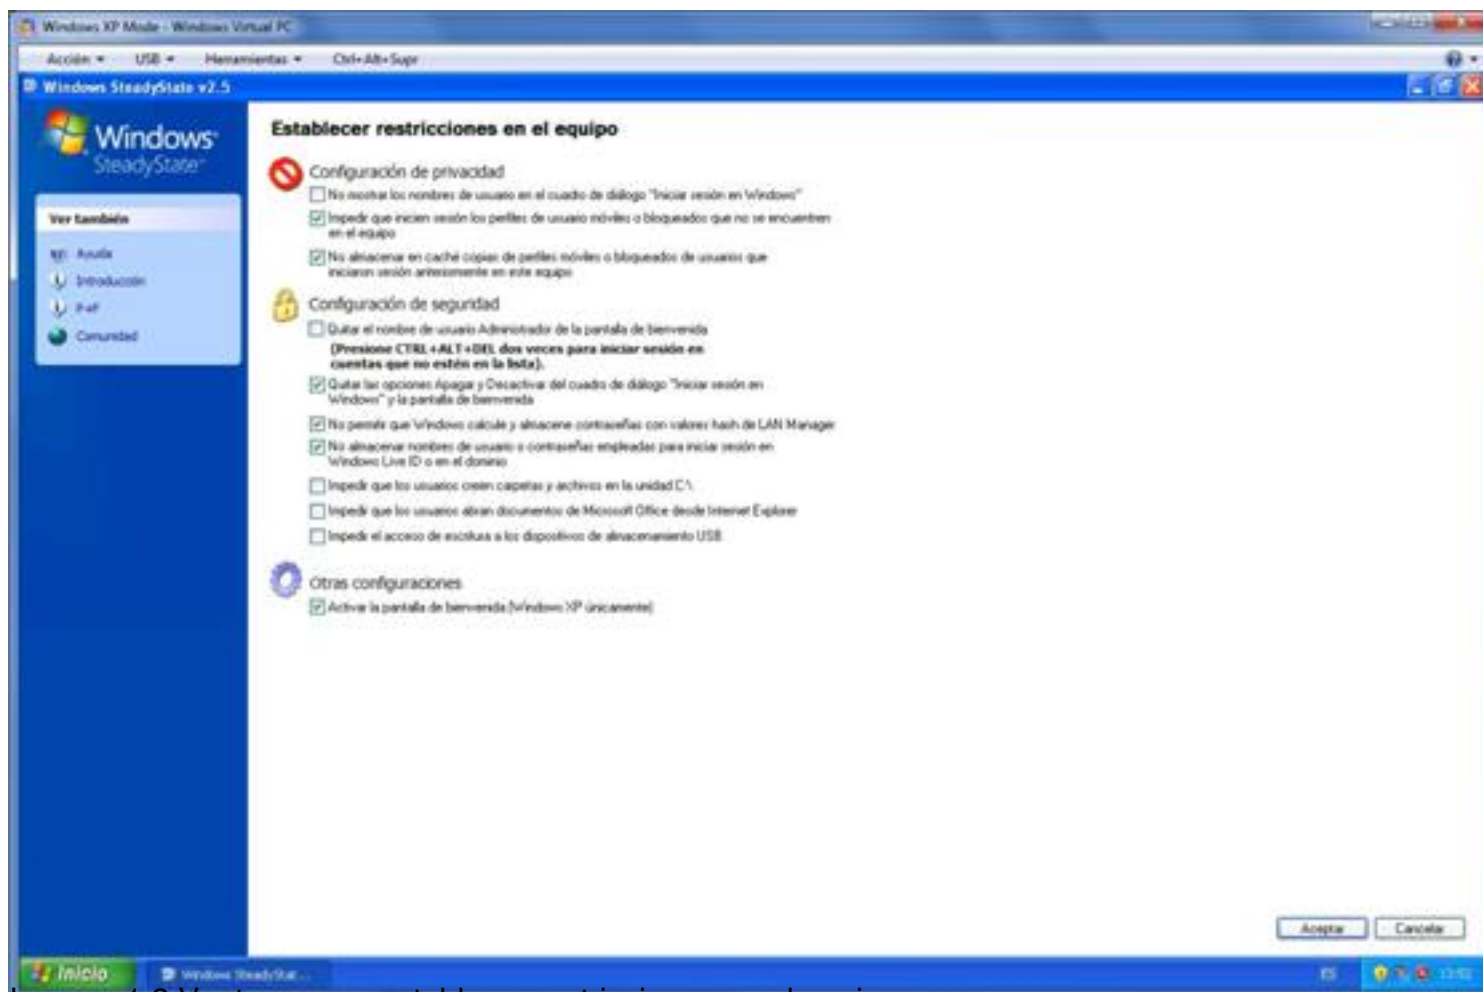 Windows XP Mode - Windows Virtual PC
Acción USB Herramientas Ctrl+Alt+Supr
Windows SteadyState v2.5
Windows
SteadyState
Ver también
Ayuda
Introducción
P+F
Comunidad
Establecer restricciones en el equipo
Configuración de privacidad
No mostrar los nombres de usuario en el cuadro de diálogo "Iniciar sesión en Windows"
Impedir que inicien sesión los perfiles de usuario móviles o bloqueados que no se encuentren
en el equipo
No almacenar en caché copias de perfiles móviles o bloqueados de usuarios que
iniciaron sesión anteriormente en este equipo
Configuración de seguridad
Quitar el nombre de usuario Administrador de la pantalla de bienvenida
(Presione CTRL+ALT+DEL dos veces para iniciar sesión en
cuentas que no estén en la lista).
Quitar las opciones Apagar y Desactivar del cuadro de diálogo "Iniciar sesión en
Windows" y la pantalla de bienvenida
No permitir que Windows calcule y almacene contraseñas con valores hash de LAN Manager
No almacenar nombres de usuario o contraseñas empleadas para iniciar sesión en
Windows Live ID o en el dominio
Impedir que los usuarios creen carpetas y archivos en la unidad C:\
Impedir que los usuarios abran documentos de Microsoft Office desde Internet Explorer
Impedir el acceso de escritura a los dispositivos de almacenamiento USB
Otras configuraciones
Activar la pantalla de bienvenida (Windows XP únicamente)
Aceptar Cancelar
Inicio Windows SteadyStat... ES